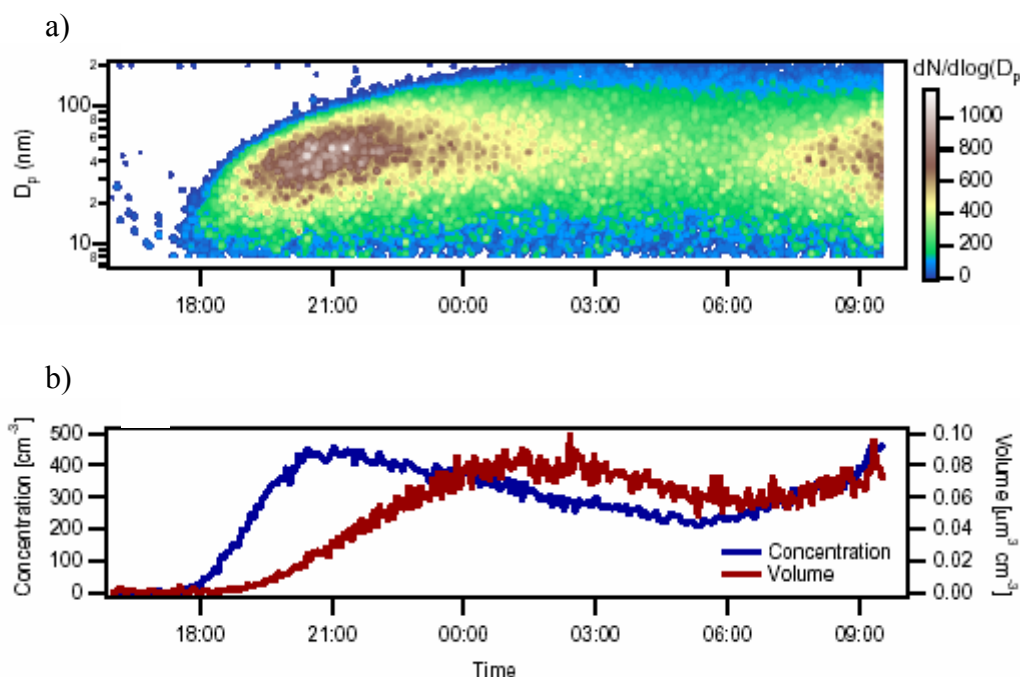 a)
dN/dlog(Dp
2
100
8
6
4
2
10
8
Dp (nm)
1000
800
600
400
200
0
18:00 21:00 00:00 03:00 06:00 09:00
b)
Concentration [cm-3]
500
400
300
200
100
0
Concentration
Volume
0.10
0.08
0.06
0.04
0.02
0.00
Volume [μm3 cm-3]
18:00 21:00 00:00 03:00 06:00 09:00
Time